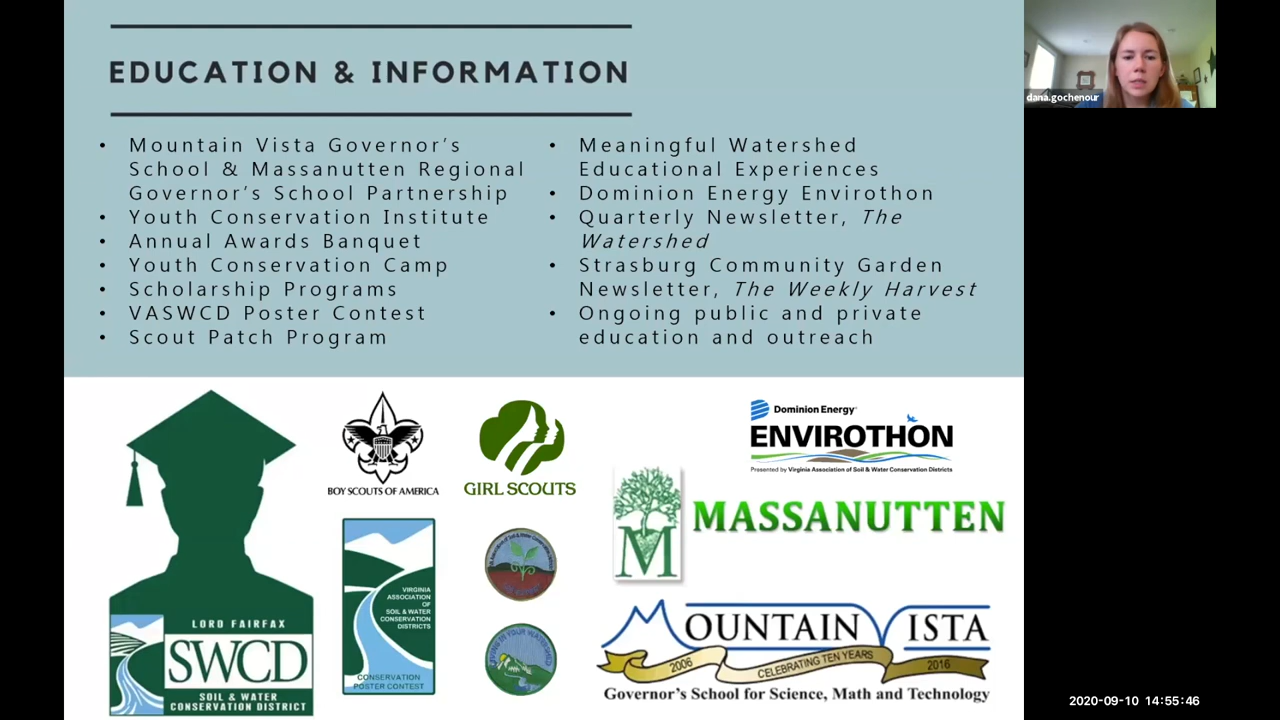 EDUCATION & INFORMATION
• Mountain Vista Governor's
School & Massanutten Regional
Governor's School Partnership
• Youth Conservation Institute
• Annual Awards Banquet
• Youth Conservation Camp
• Scholarship Programs
• VASWCD Poster Contest
• Scout Patch Program
• Meaningful Watershed
Educational Experiences
• Dominion Energy Envirothon
• Quarterly Newsletter, The
Watershed
• Strasburg Community Garden
Newsletter, The Weekly Harvest
• Ongoing public and private
education and outreach
dana.gochenour
LORD FAIRFAX
SWCD
SOIL & WATER
CONSERVATION DISTRICT
BOY SCOUTS OF AMERICA
GIRL SCOUTS
VIRGINIA
ASSOCIATION
OF
SOIL & WATER
CONSERVATION
DISTRICTS
CONSERVATION
POSTER CONTEST
LIVING IN YOUR WATERSHED
Dominion Energy
ENVIROTHON
Presented by Virginia Association of Soil & Water Conservation Districts
M
MASSANUTTEN
MOUNTAIN VISTA
2006 CELEBRATING TEN YEARS 2016
Governor's School for Science, Math and Technology
2020-09-10 14:55:46